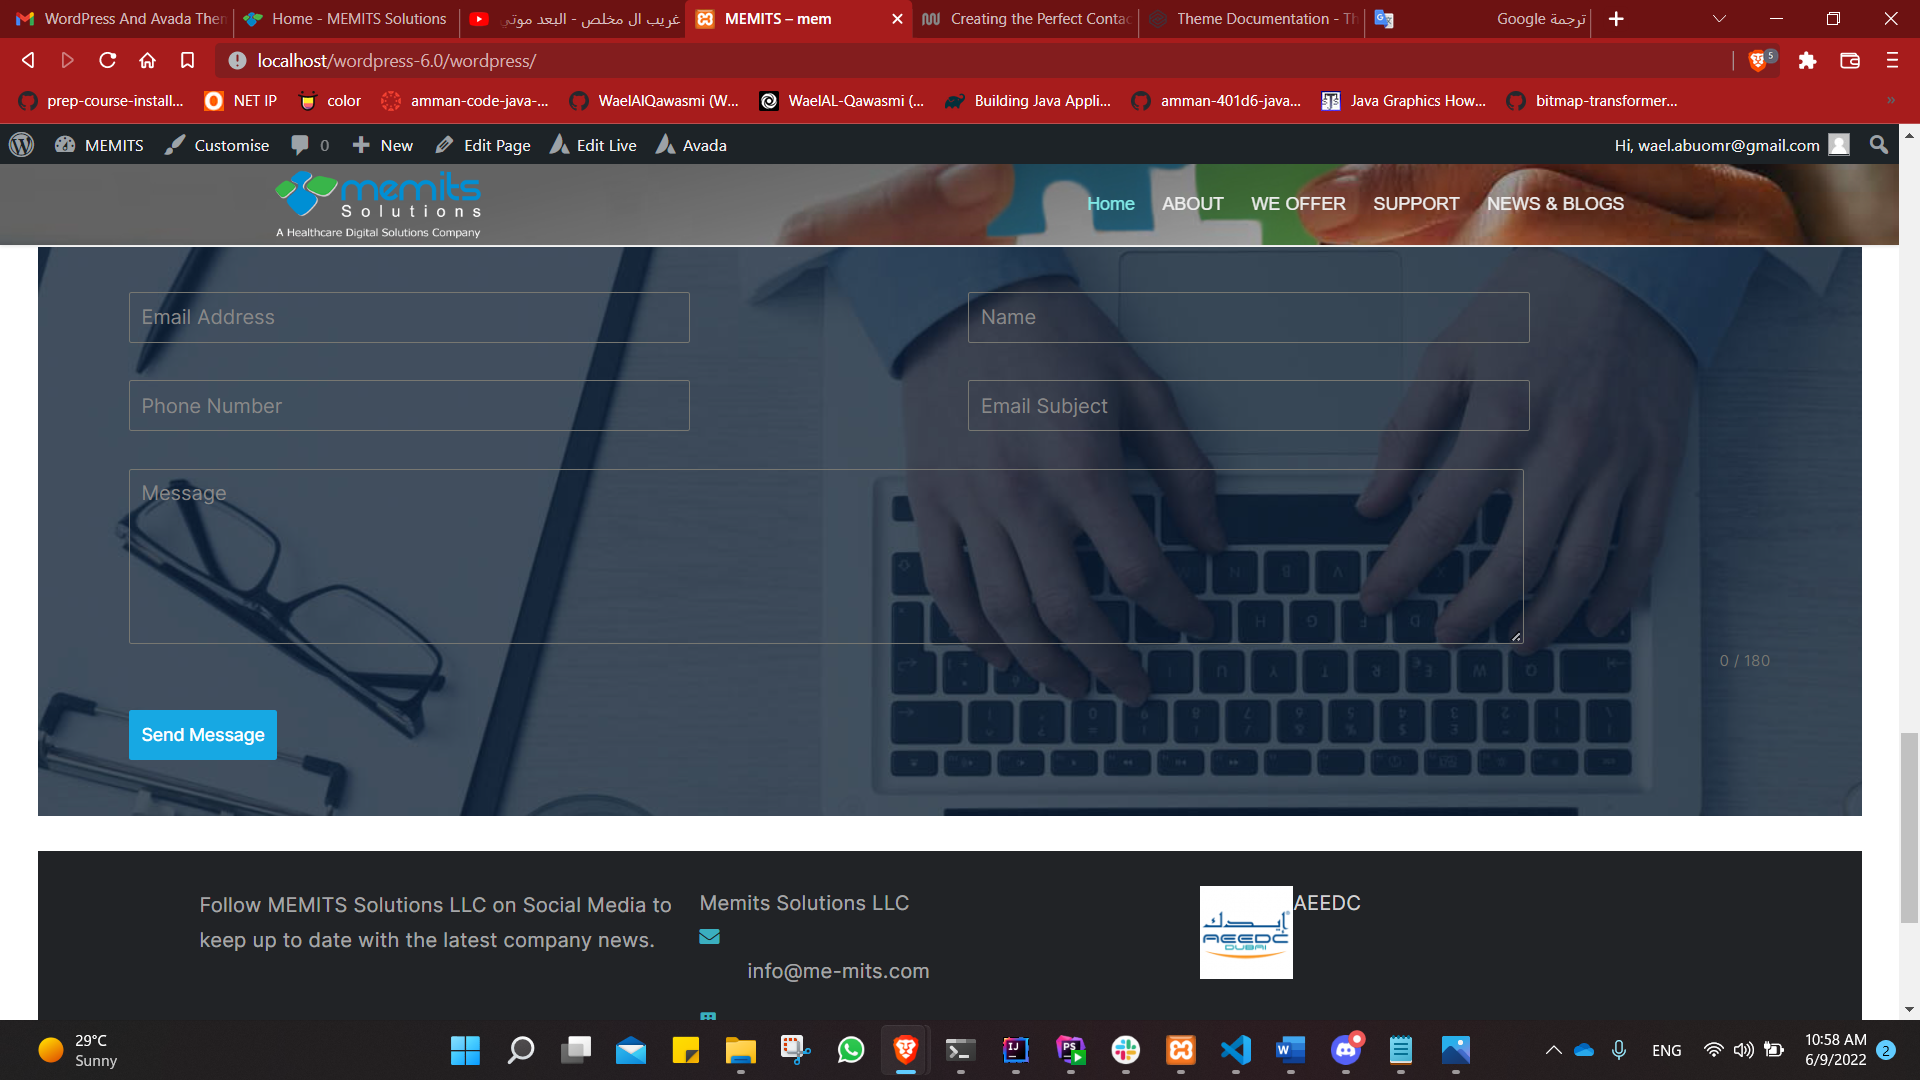 WordPress And Avada Then
Home - MEMITS Solutions
غريب ال مخلص - البعد موتي
MEMITS – mem
Creating the Perfect Contac
Theme Documentation - Th
ترجمة Google
localhost/wordpress-6.0/wordpress/
5
prep-course-install...
NET IP
color
amman-code-java-...
WaelAlQawasmi (W...
WaelAL-Qawasmi (...
Building Java Appli...
amman-401d6-java...
Java Graphics How...
bitmap-transformer...
»
MEMITS
Customise
0
New
Edit Page
Edit Live
Avada
Hi, wael.abuomr@gmail.com
memits
Solutions
A Healthcare Digital Solutions Company
Home
ABOUT
WE OFFER
SUPPORT
NEWS & BLOGS
Email Address
Name
Phone Number
Email Subject
Message
0 / 180
Send Message
Follow MEMITS Solutions LLC on Social Media to
keep up to date with the latest company news.
Memits Solutions LLC
info@me-mits.com
ايدك
AEEDC
DUBAI
AEEDC
29°C
Sunny
ENG
10:58 AM
6/9/2022
2